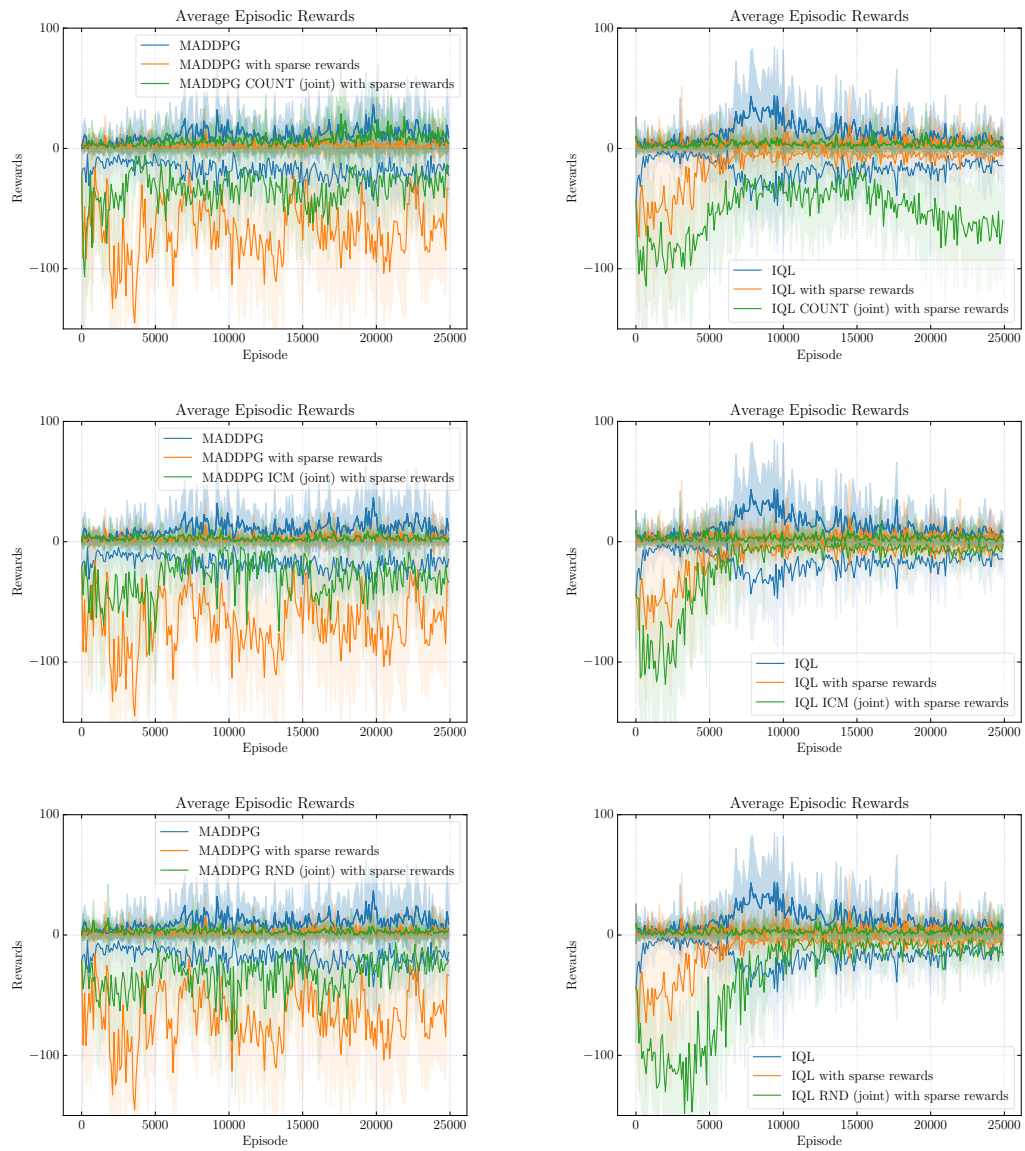 Average Episodic Rewards
100
0
−100
Rewards
MADDPG
MADDPG with sparse rewards
MADDPG COUNT (joint) with sparse rewards
0 5000 10000 15000 20000 25000
Episode
Average Episodic Rewards
100
0
−100
Rewards
IQL
IQL with sparse rewards
IQL COUNT (joint) with sparse rewards
0 5000 10000 15000 20000 25000
Episode
Average Episodic Rewards
100
0
−100
Rewards
MADDPG
MADDPG with sparse rewards
MADDPG ICM (joint) with sparse rewards
0 5000 10000 15000 20000 25000
Episode
Average Episodic Rewards
100
0
−100
Rewards
IQL
IQL with sparse rewards
IQL ICM (joint) with sparse rewards
0 5000 10000 15000 20000 25000
Episode
Average Episodic Rewards
100
0
−100
Rewards
MADDPG
MADDPG with sparse rewards
MADDPG RND (joint) with sparse rewards
0 5000 10000 15000 20000 25000
Episode
Average Episodic Rewards
100
0
−100
Rewards
IQL
IQL with sparse rewards
IQL RND (joint) with sparse rewards
0 5000 10000 15000 20000 25000
Episode